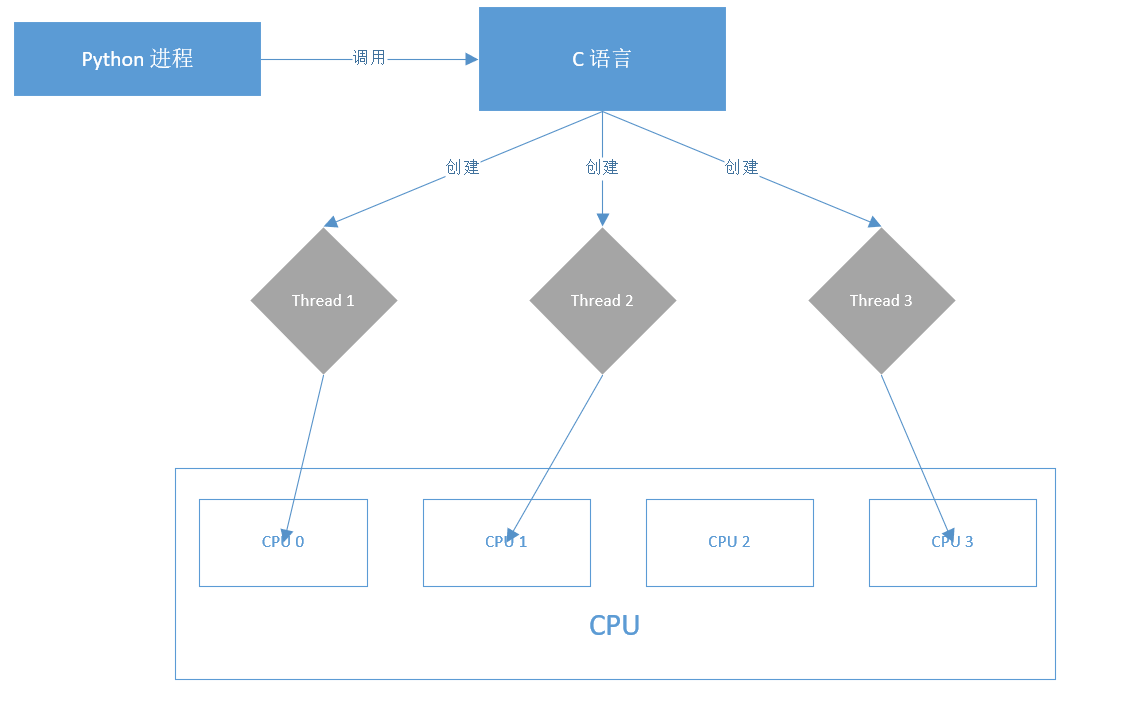 Python 进程
调用
C 语言
创建
创建
创建
Thread 1
Thread 2
Thread 3
CPU 0
CPU 1
CPU 2
CPU 3
CPU